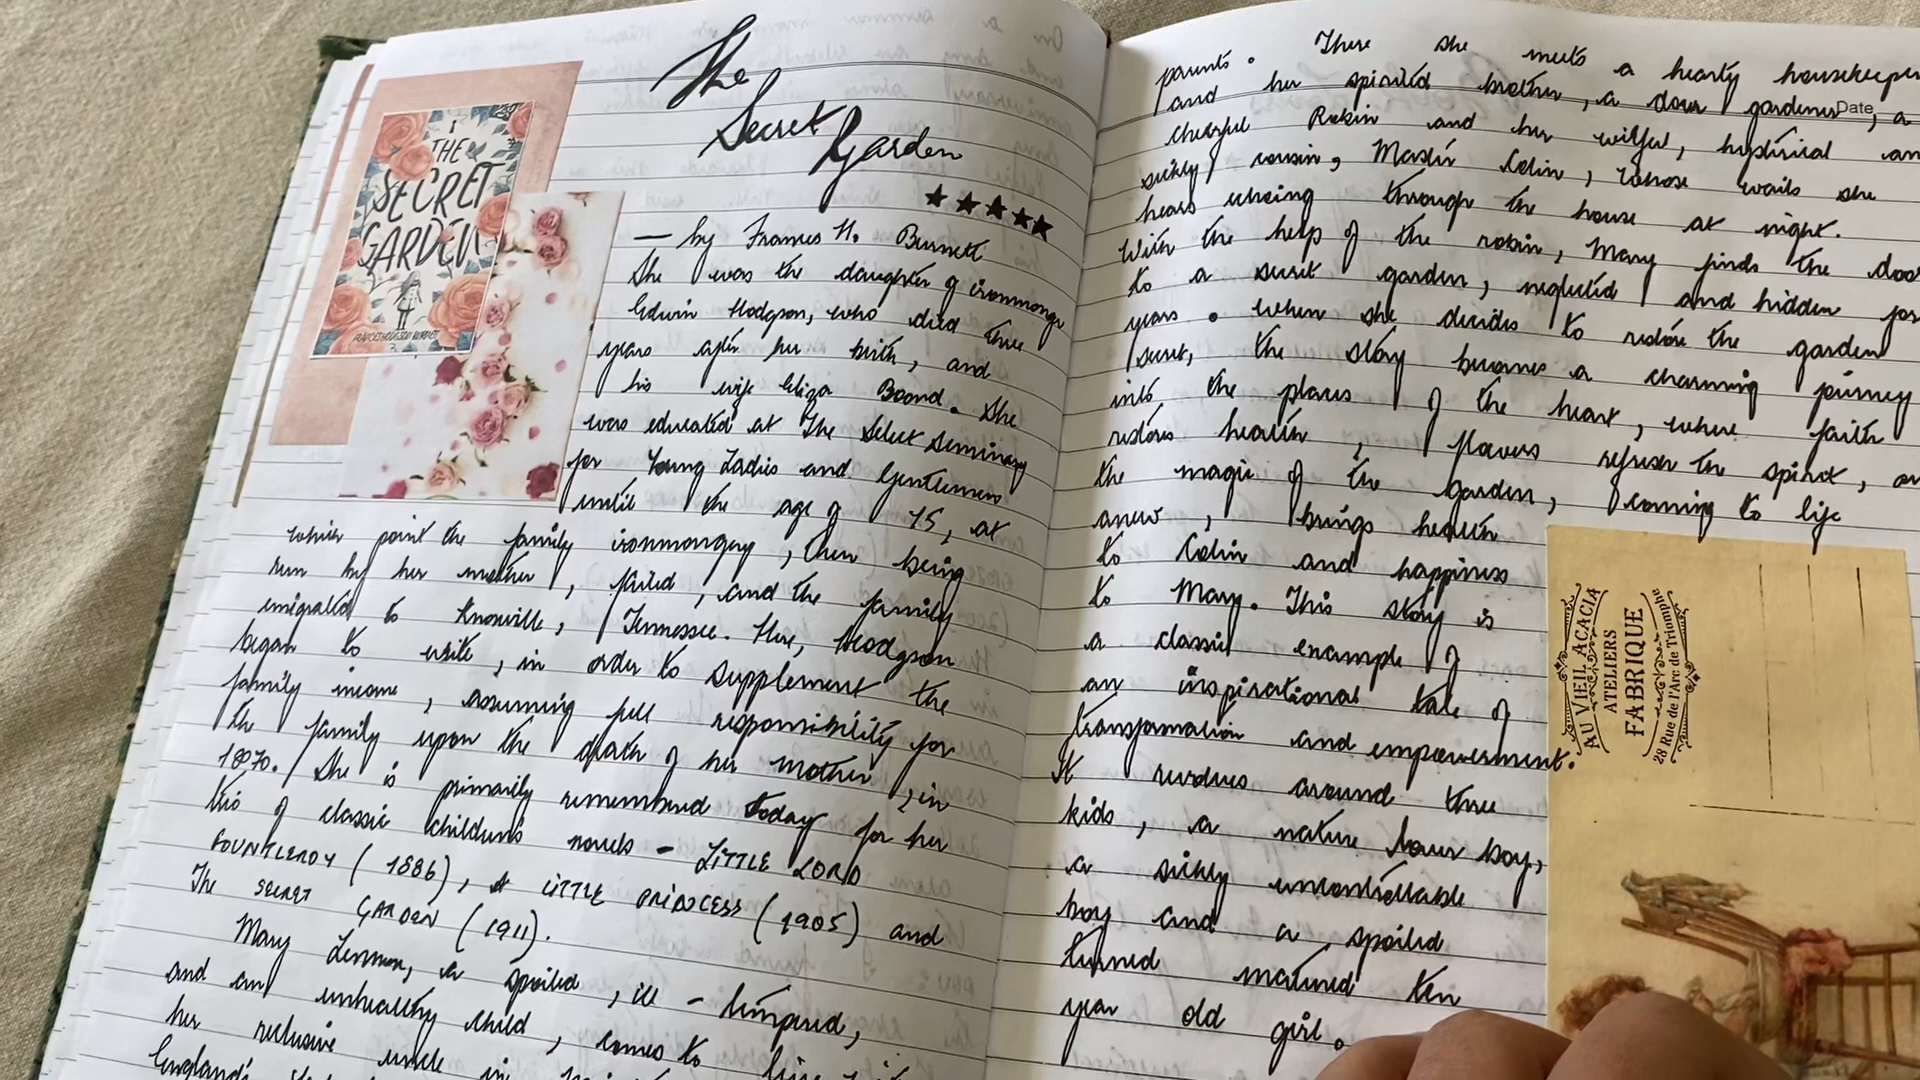 The
Secret
Garden
★★★★★
I
THE
SECRET
GARDEN
— by Frances H. Burnett
She was the daughter of ironmonger
Edwin Hodgson, who died three
years after her birth, and
his wife Eliza Boond. She
was educated at The Select Seminary
for Young Ladies and Gentlemen
until the age of 15, at
which point the family ironmongery, then being
run by her mother, failed, and the family
emigrated to Knoxville, Tennessee. Here, Hodgson
began to write, in order to supplement the
family income, assuming full responsibility for
the family upon the death of her mother, in
1870. She is primarily remembered today for her
trio of classic children's novels - LITTLE LORD
FOUNTLEROY (1886), A LITTLE PRINCESS (1905) and
The SECRET GARDEN (1911).
Mary Lennox, a spoiled, ill-tempered,
and an unhealthy child, comes to live
her reclusive uncle in
England's
parents. There she meets a hearty housekeeper
and her spirited brother, a dour gardener, a
Date
cheerful Robin and her wilful, hysterical an
sickly cousin, Master Colin, whose wails she
hears echoing through the house at night.
With the help of the robin, Mary finds the door
to a secret garden, neglected and hidden for
years. When she decides to restore the garden
secret, the story becomes a charming journey
into the places of the heart, where faith
restores health, flowers refresh the spirit, an
the magic of the garden, coming to life
anew, brings health
to Colin and happiness
to Mary. This story is
a classic example of
an inspirational tale of
transformation and empowerment.
It revolves around three
kids, a nature lover boy,
a sickly uncontrollable
boy and a spoiled
turned matured ten
year old girl.
AU VIEIL ACACIA
ATELIERS
FABRIQUE
28 Rue de l'Arc de Triomphe